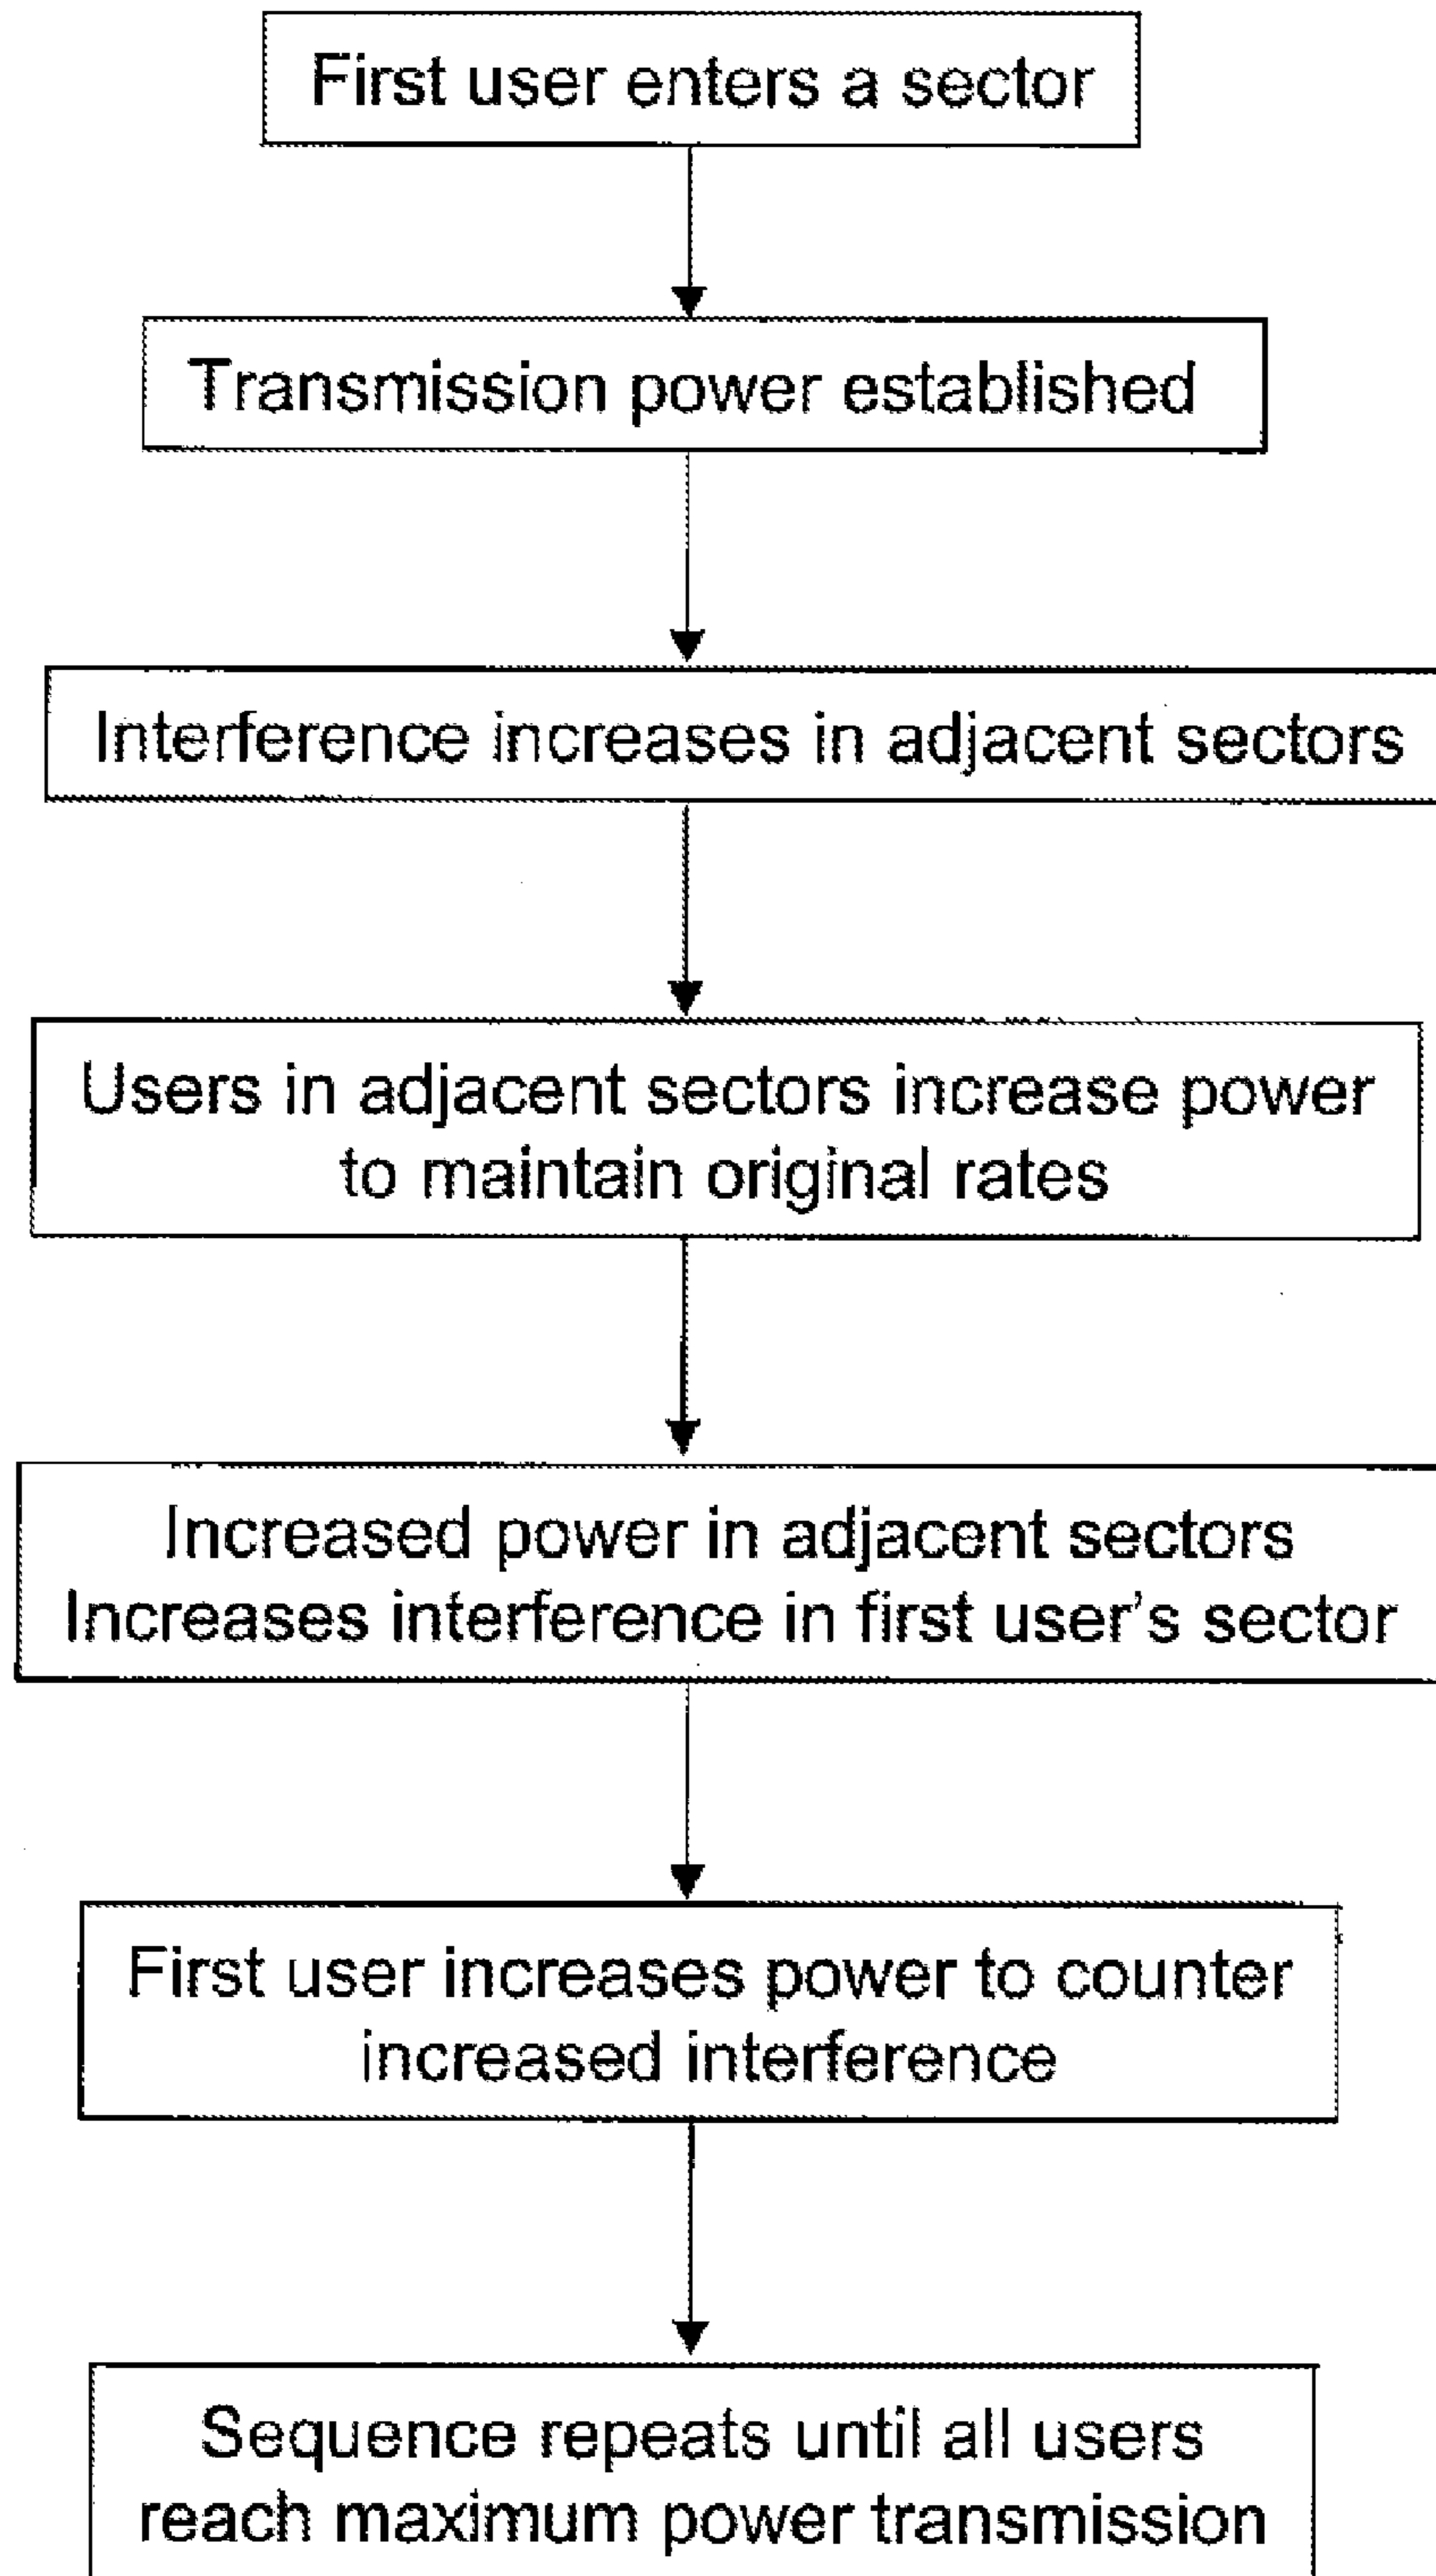 First user enters a sector
Transmission power established
Interference increases in adjacent sectors
Users in adjacent sectors increase power
to maintain original rates
Increased power in adjacent sectors
Increases interference in first user's sector
First user increases power to counter
increased interference
Sequence repeats until all users
reach maximum power transmission